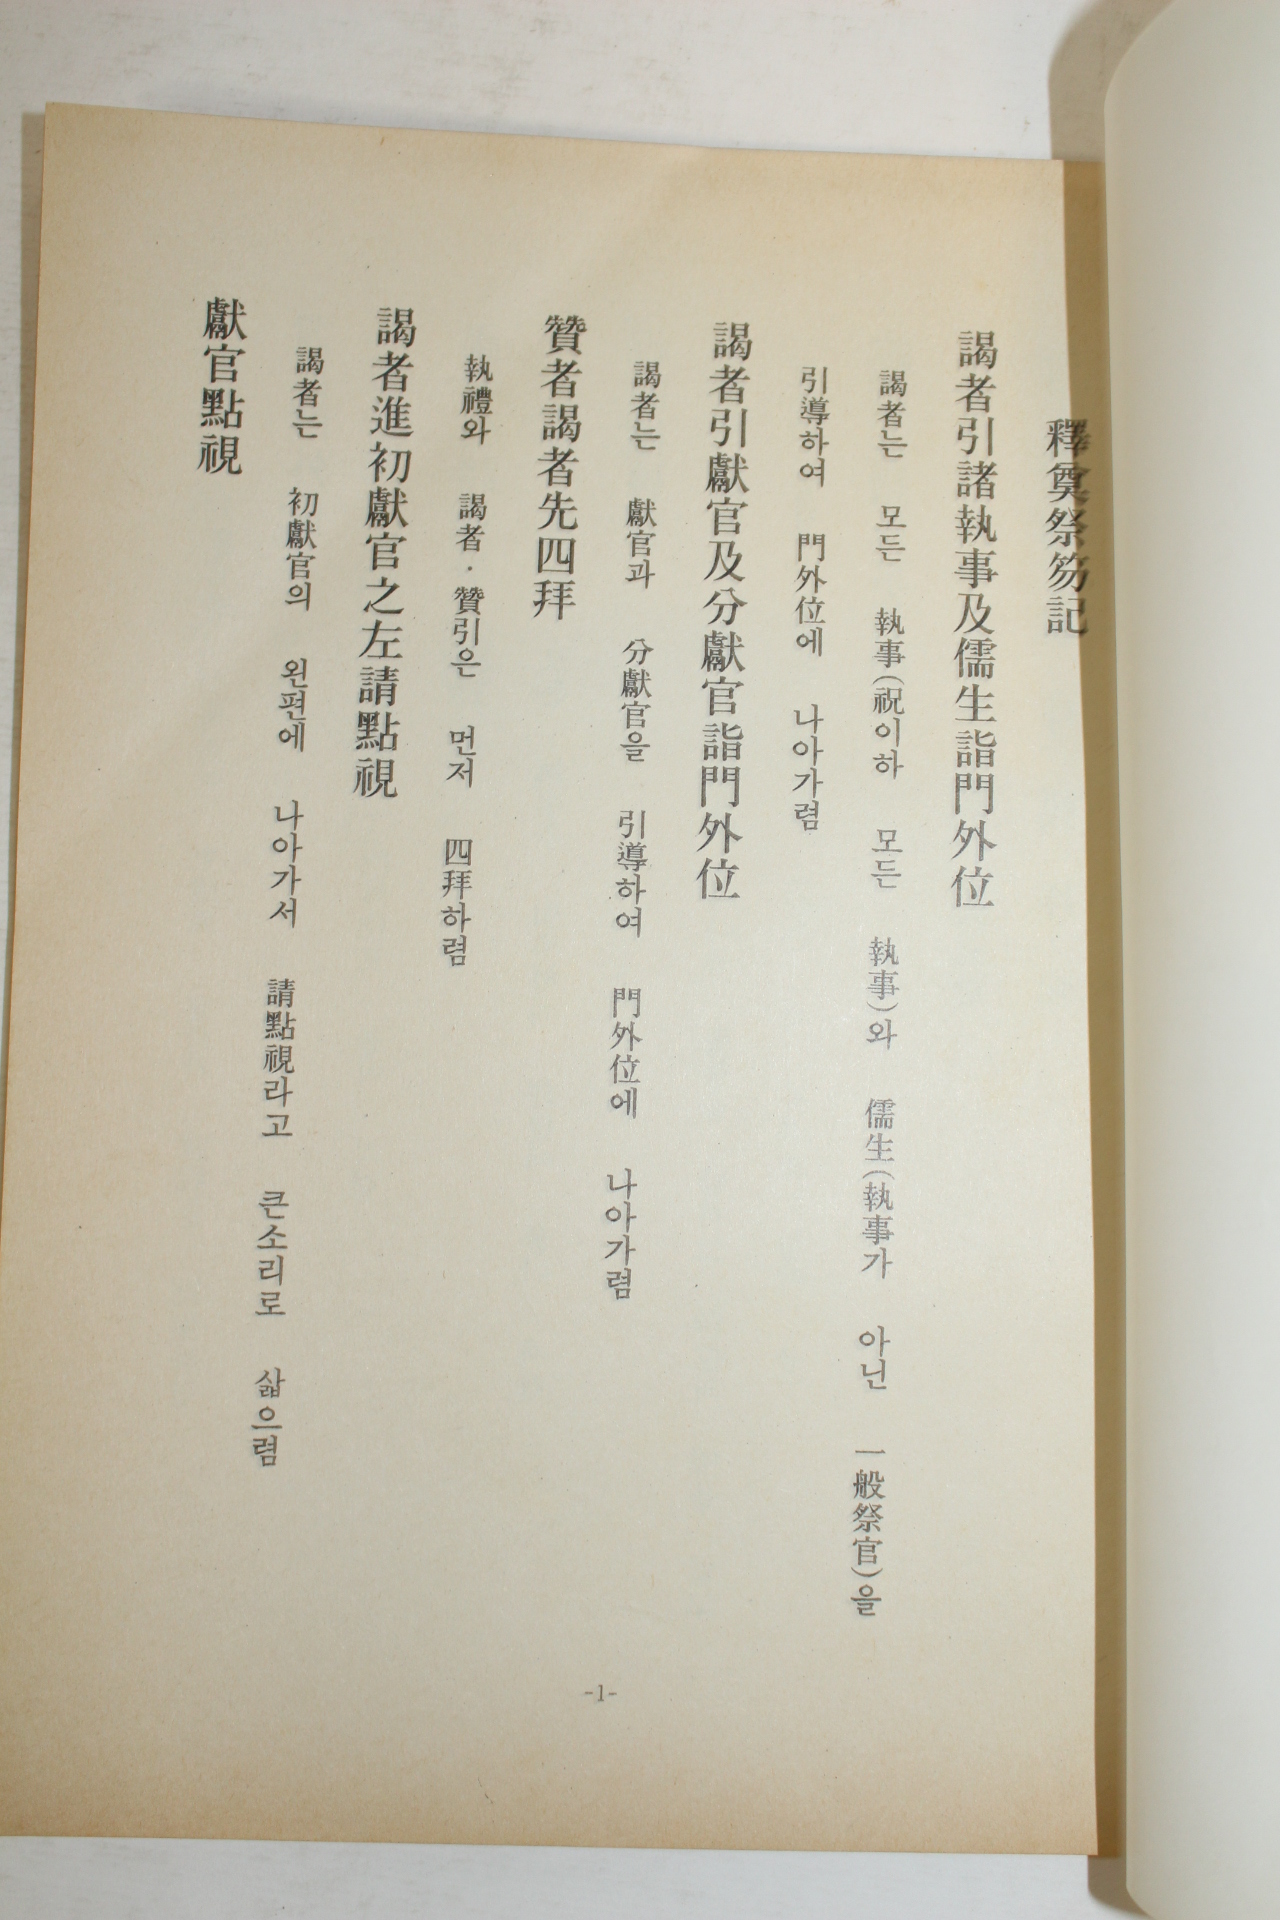 釋奠祭笏記
謁者引諸執事及儒生詣門外位
謁者는 모든 執事(祝이하 모든 執事)와 儒生(執事가 아닌 一般祭官)을
引導하여 門外位에 나아가렴
謁者引獻官及分獻官詣門外位
謁者는 獻官과 分獻官을 引導하여 門外位에 나아가렴
贊者謁者先四拜
執禮와 謁者·贊引은 먼저 四拜하렴
謁者進初獻官之左請點視
謁者는 初獻官의 왼편에 나아가서 請點視라고 큰소리로 삷으렴
獻官點視
-1-